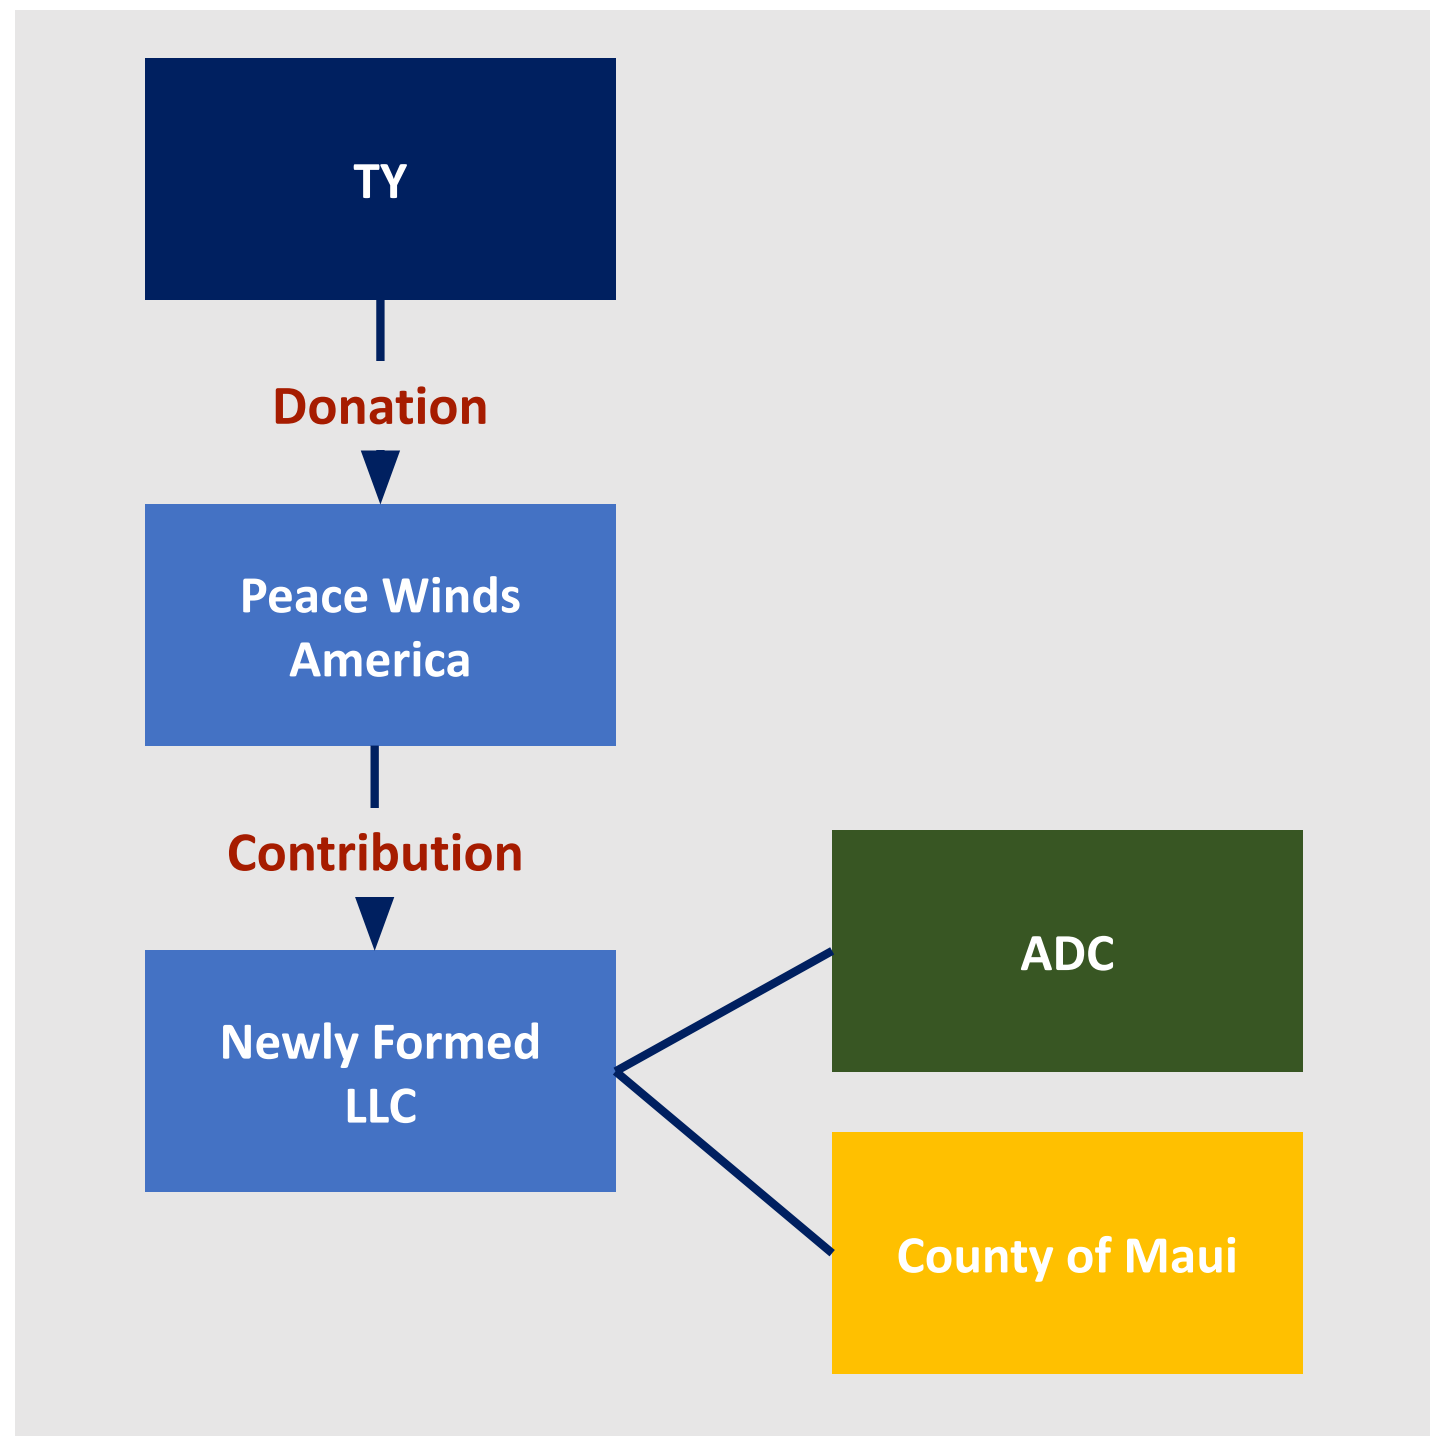 TY
Donation
Peace Winds
America
Contribution
Newly Formed
LLC
ADC
County of Maui